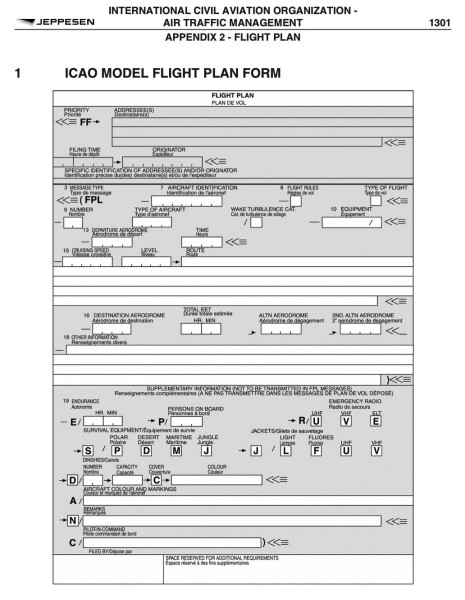 JEPPESEN
INTERNATIONAL CIVIL AVIATION ORGANIZATION -
AIR TRAFFIC MANAGEMENT
1301
APPENDIX 2 - FLIGHT PLAN
1 ICAO MODEL FLIGHT PLAN FORM
FLIGHT PLAN
PLAN DE VOL
PRIORITY ADDRESSEE(S)
Priorité Destinataire(s)
<<≡ FF →
<<≡
FILING TIME ORIGINATOR
Heure de dépôt Expéditeur
→ <<≡
SPECIFIC IDENTIFICATION OF ADDRESSEE(S) AND/OR ORIGINATOR
Identification précise du(des) destinataire(s) et/ou de l'expéditeur
3 MESSAGE TYPE 7 AIRCRAFT IDENTIFICATION 8 FLIGHT RULES TYPE OF FLIGHT
Type de message Identification de l'aéronef Règles de vol Type de vol
<<≡ (FPL — — <<≡
9 NUMBER TYPE OF AIRCRAFT WAKE TURBULENCE CAT. 10 EQUIPMENT
Nombre Type d'aéronef Cat. de turbulence de sillage Equipement
— / — / <<≡
13 DEPARTURE AERODROME TIME
Aérodrome de départ Heure
— <<≡
15 CRUISING SPEED LEVEL ROUTE
Vitesse croisière Niveau Route
— →
<<≡
TOTAL EET
16 DESTINATION AERODROME Durée totale estimée ALTN AERODROME 2ND. ALTN AERODROME
Aérodrome de destination HR. MIN Aérodrome de dégagement 2e aérodrome de dégagement
— → → <<
18 OTHER INFORMATION
Renseignements divers
—
)<<≡
SUPPLEMENTARY INFORMATION (NOT TO BE TRANSMITTED IN FPL MESSAGES)
Renseignements complémentaires (A NE PAS TRANSMETTRE DANS LES MESSAGES DE PLAN DE VOL DÉPOSÉ)
19 ENDURANCE EMERGENCY RADIO
Autonomie PERSONS ON BOARD Radio de secours
HR. MIN Personnes à bord UHF VHF ELT
— E / → P / → R / U V E
SURVIVAL EQUIPMENT/Équipement de survie JACKETS/Gilets de sauvetage
POLAR DESERT MARITIME JUNGLE LIGHT FLUORES
Polaire Désert Maritime Jungle Lampes Fluores UHF VHF
→ S / P D M J → J / L F U V
DINGHIES/Canots
NUMBER CAPACITY COVER COLOUR
Nombre Capacité Couverture Couleur
→ D / → → C → <<≡
AIRCRAFT COLOUR AND MARKINGS
Couleur et marques de l'aéronef
A /
REMARKS
Remarques
→ N / <<≡
PILOT-IN-COMMAND
Pilote commandant de bord
C / ) <<≡
FILED BY/Déposé par
SPACE RESERVED FOR ADDITIONAL REQUIREMENTS
Espace réservé à des fins supplémentaires